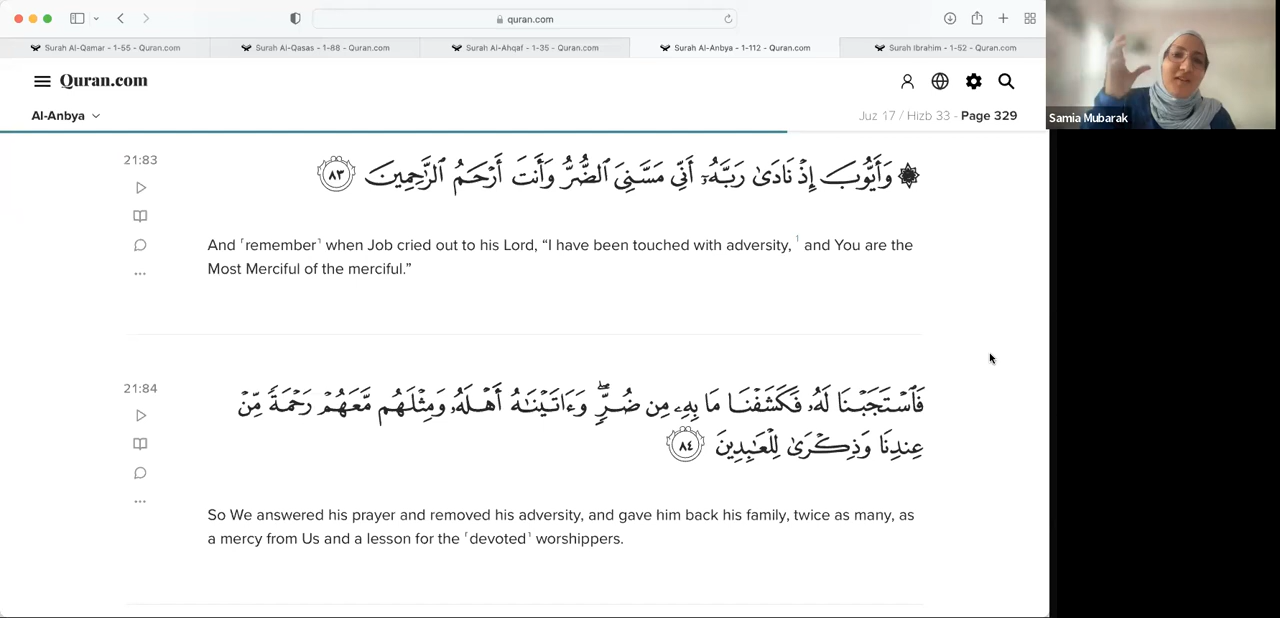 quran.com
Surah Al-Qamar - 1-55 - Quran.com
Surah Al-Qasas - 1-88 - Quran.com
Surah Al-Ahqaf - 1-35 - Quran.com
Surah Al-Anbya - 1-112 - Quran.com
Surah Ibrahim - 1-52 - Quran.com
Quran.com
Al-Anbya
Juz 17 / Hizb 33 - Page 329
Samia Mubarak
21:83
۞ وَأَيُّوبَ إِذْ نَادَىٰ رَبَّهُۥٓ أَنِّى مَسَّنِىَ ٱلضُّرُّ وَأَنتَ أَرْحَمُ ٱلرَّٰحِمِينَ ٨٣
And ˹remember˺ when Job cried out to his Lord, “I have been touched with adversity, 1 and You are the
Most Merciful of the merciful.”
21:84
فَٱسْتَجَبْنَا لَهُۥ فَكَشَفْنَا مَا بِهِۦ مِن ضُرٍّۢ ۖ وَءَاتَيْنَـٰهُ أَهْلَهُۥ وَمِثْلَهُم مَّعَهُمْ رَحْمَةًۭ مِّنْ
عِندِنَا وَذِكْرَىٰ لِلْعَـٰبِدِينَ ٨٤
So We answered his prayer and removed his adversity, and gave him back his family, twice as many, as
a mercy from Us and a lesson for the ˹devoted˺ worshippers.